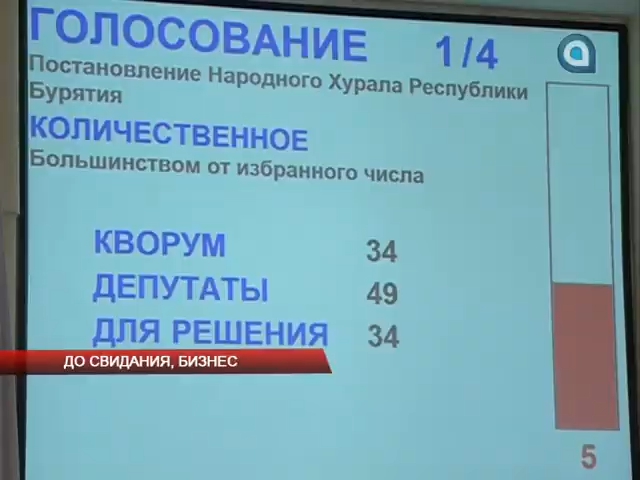 ГОЛОСОВАНИЕ 1/4
Постановление Народного Хурала Республики
Бурятия
КОЛИЧЕСТВЕННОЕ
Большинством от избранного числа
КВОРУМ 34
ДЕПУТАТЫ 49
ДЛЯ РЕШЕНИЯ 34
ДО СВИДАНИЯ, БИЗНЕС
5